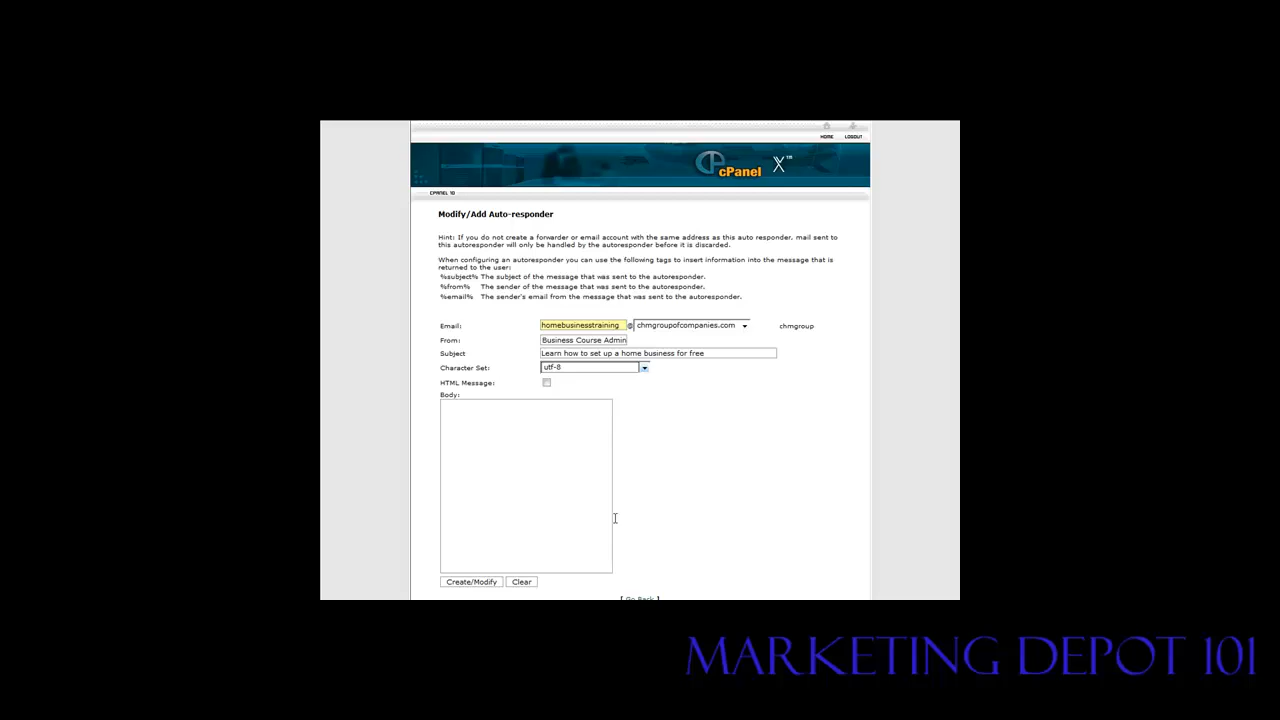 HOME LOGOUT
cPanel X™
CPANEL 10
Modify/Add Auto-responder
Hint: If you do not create a forwarder or email account with the same address as this auto responder, mail sent to
this autoresponder will only be handled by the autoresponder before it is discarded.
When configuring an autoresponder you can use the following tags to insert information into the message that is
returned to the user:
%subject% The subject of the message that was sent to the autoresponder.
%from% The sender of the message that was sent to the autoresponder.
%email% The sender's email from the message that was sent to the autoresponder.
Email: homebusinesstraining @ chmgroupofcompanies.com chmgroup
From: Business Course Admin
Subject Learn how to set up a home business for free
Character Set: utf-8
HTML Message:
Body:
Create/Modify Clear
[ Go Back ]
MARKETING DEPOT 101